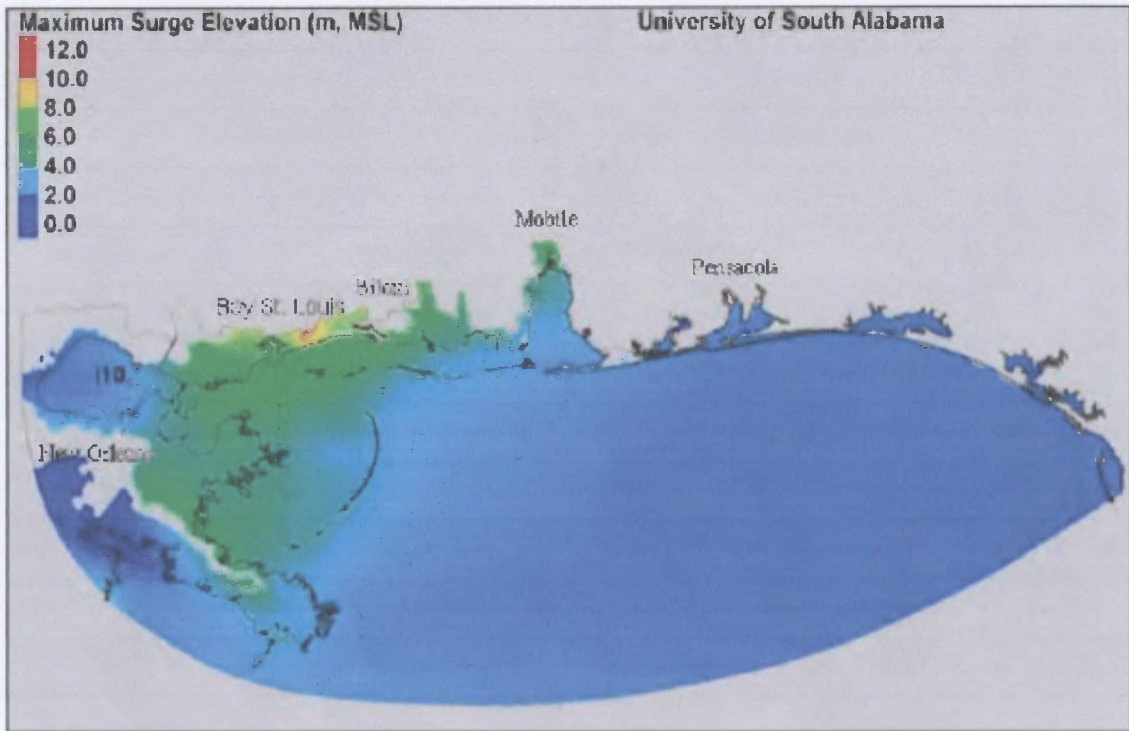 Maximum Surge Elevation (m, MSL)
University of South Alabama
12.0
10.0
8.0
6.0
4.0
2.0
0.0
Mobile
Pensacola
Biloxi
Bay St. Louis
I10
New Orleans